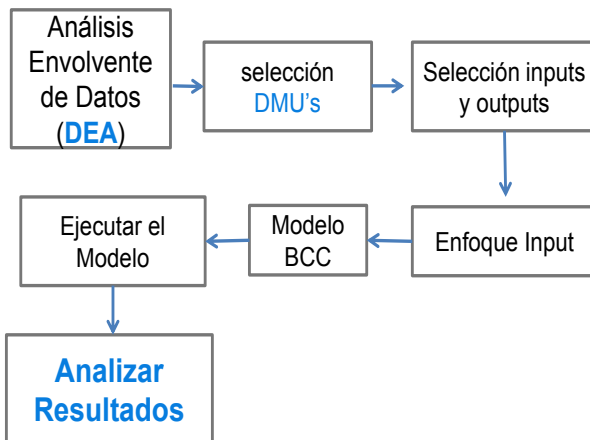 Análisis
Envolvente
de Datos
(DEA)
selección
DMU's
Selección inputs
y outputs
Enfoque Input
Modelo
BCC
Ejecutar el
Modelo
Analizar
Resultados